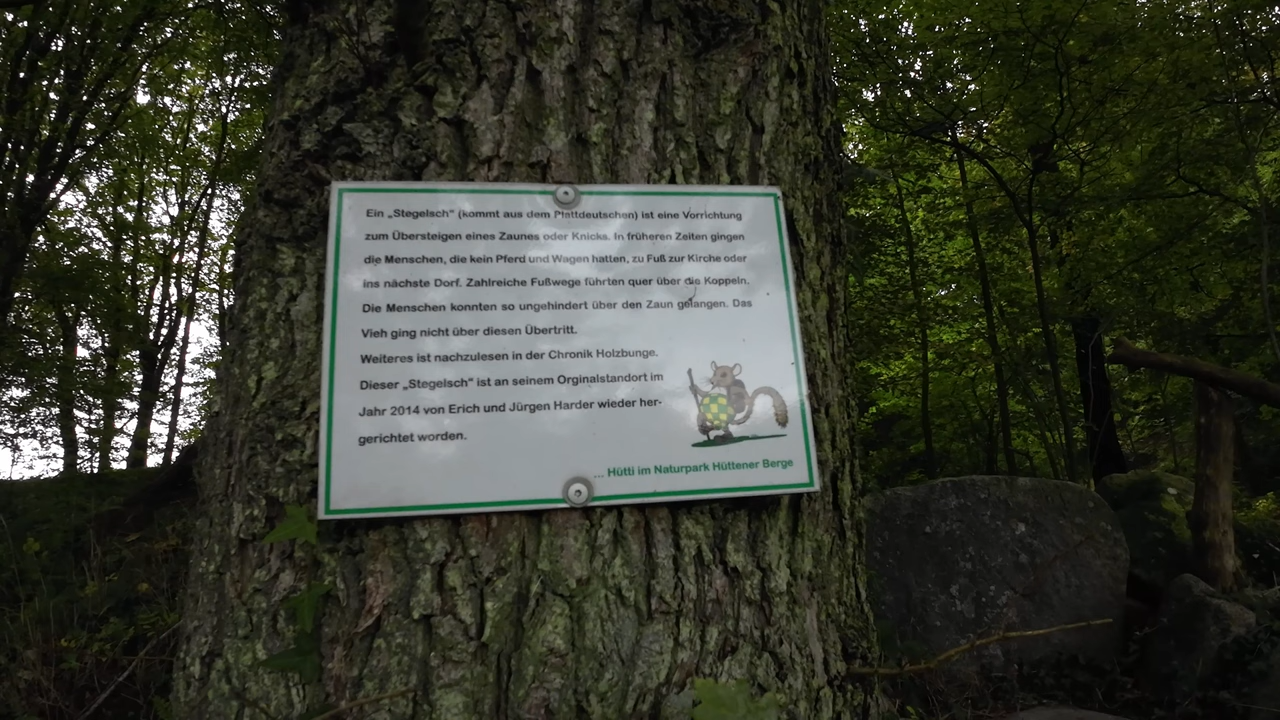 Ein „Stegelsch" (kommt aus dem Plattdeutschen) ist eine Vorrichtung
zum Übersteigen eines Zaunes oder Knicks. In früheren Zeiten gingen
die Menschen, die kein Pferd und Wagen hatten, zu Fuß zur Kirche oder
ins nächste Dorf. Zahlreiche Fußwege führten quer über die Koppeln.
Die Menschen konnten so ungehindert über den Zaun gelangen. Das
Vieh ging nicht über diesen Übertritt.
Weiteres ist nachzulesen in der Chronik Holzbunge.
Dieser „Stegelsch" ist an seinem Orginalstandort im
Jahr 2014 von Erich und Jürgen Harder wieder her-
gerichtet worden.
... Hütti im Naturpark Hüttener Berge